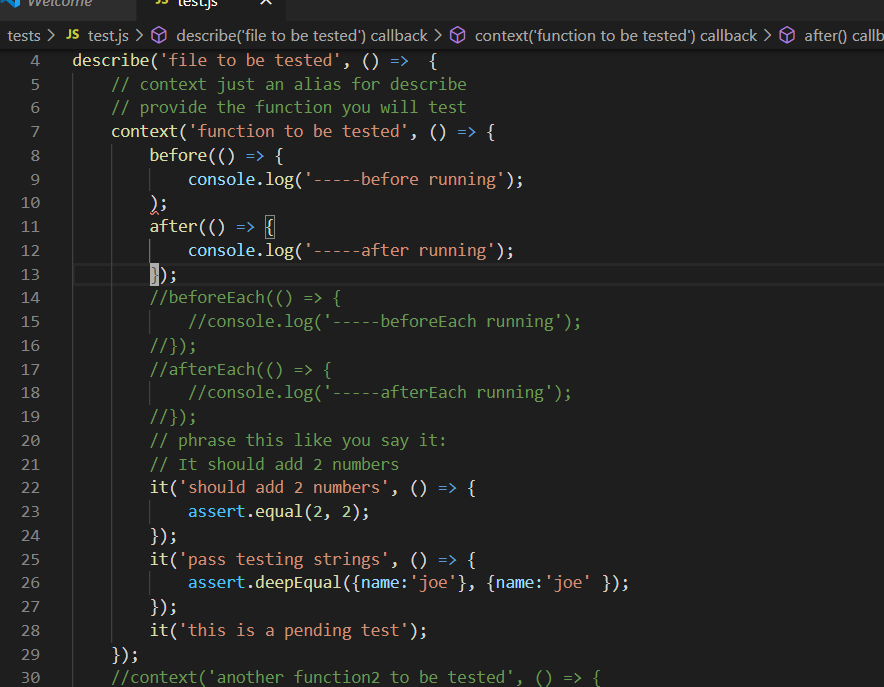 Welcome JS test.js ×
tests > JS test.js > describe('file to be tested') callback > context('function to be tested') callback > after() callb
4 describe('file to be tested', () => {
5 // context just an alias for describe
6 // provide the function you will test
7 context('function to be tested', () => {
8 before(() => {
9 console.log('-----before running');
10 );
11 after(() => {
12 console.log('-----after running');
13 });
14 //beforeEach(() => {
15 //console.log('-----beforeEach running');
16 //});
17 //afterEach(() => {
18 //console.log('-----afterEach running');
19 //});
20 // phrase this like you say it:
21 // It should add 2 numbers
22 it('should add 2 numbers', () => {
23 assert.equal(2, 2);
24 });
25 it('pass testing strings', () => {
26 assert.deepEqual({name:'joe'}, {name:'joe' });
27 });
28 it('this is a pending test');
29 });
30 //context('another function2 to be tested', () => {